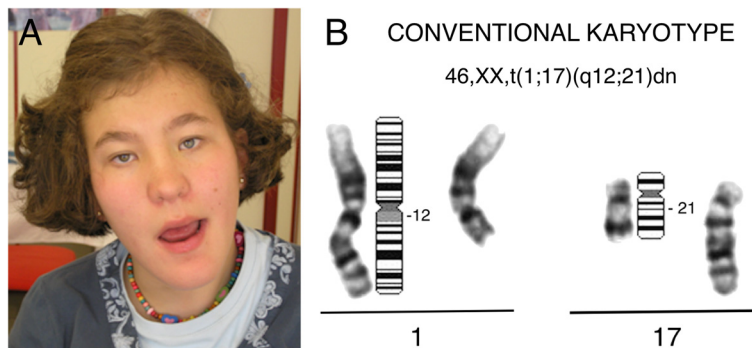 A
B
CONVENTIONAL KARYOTYPE
46,XX,t(1;17)(q12;21)dn
-12
- 21
1
17